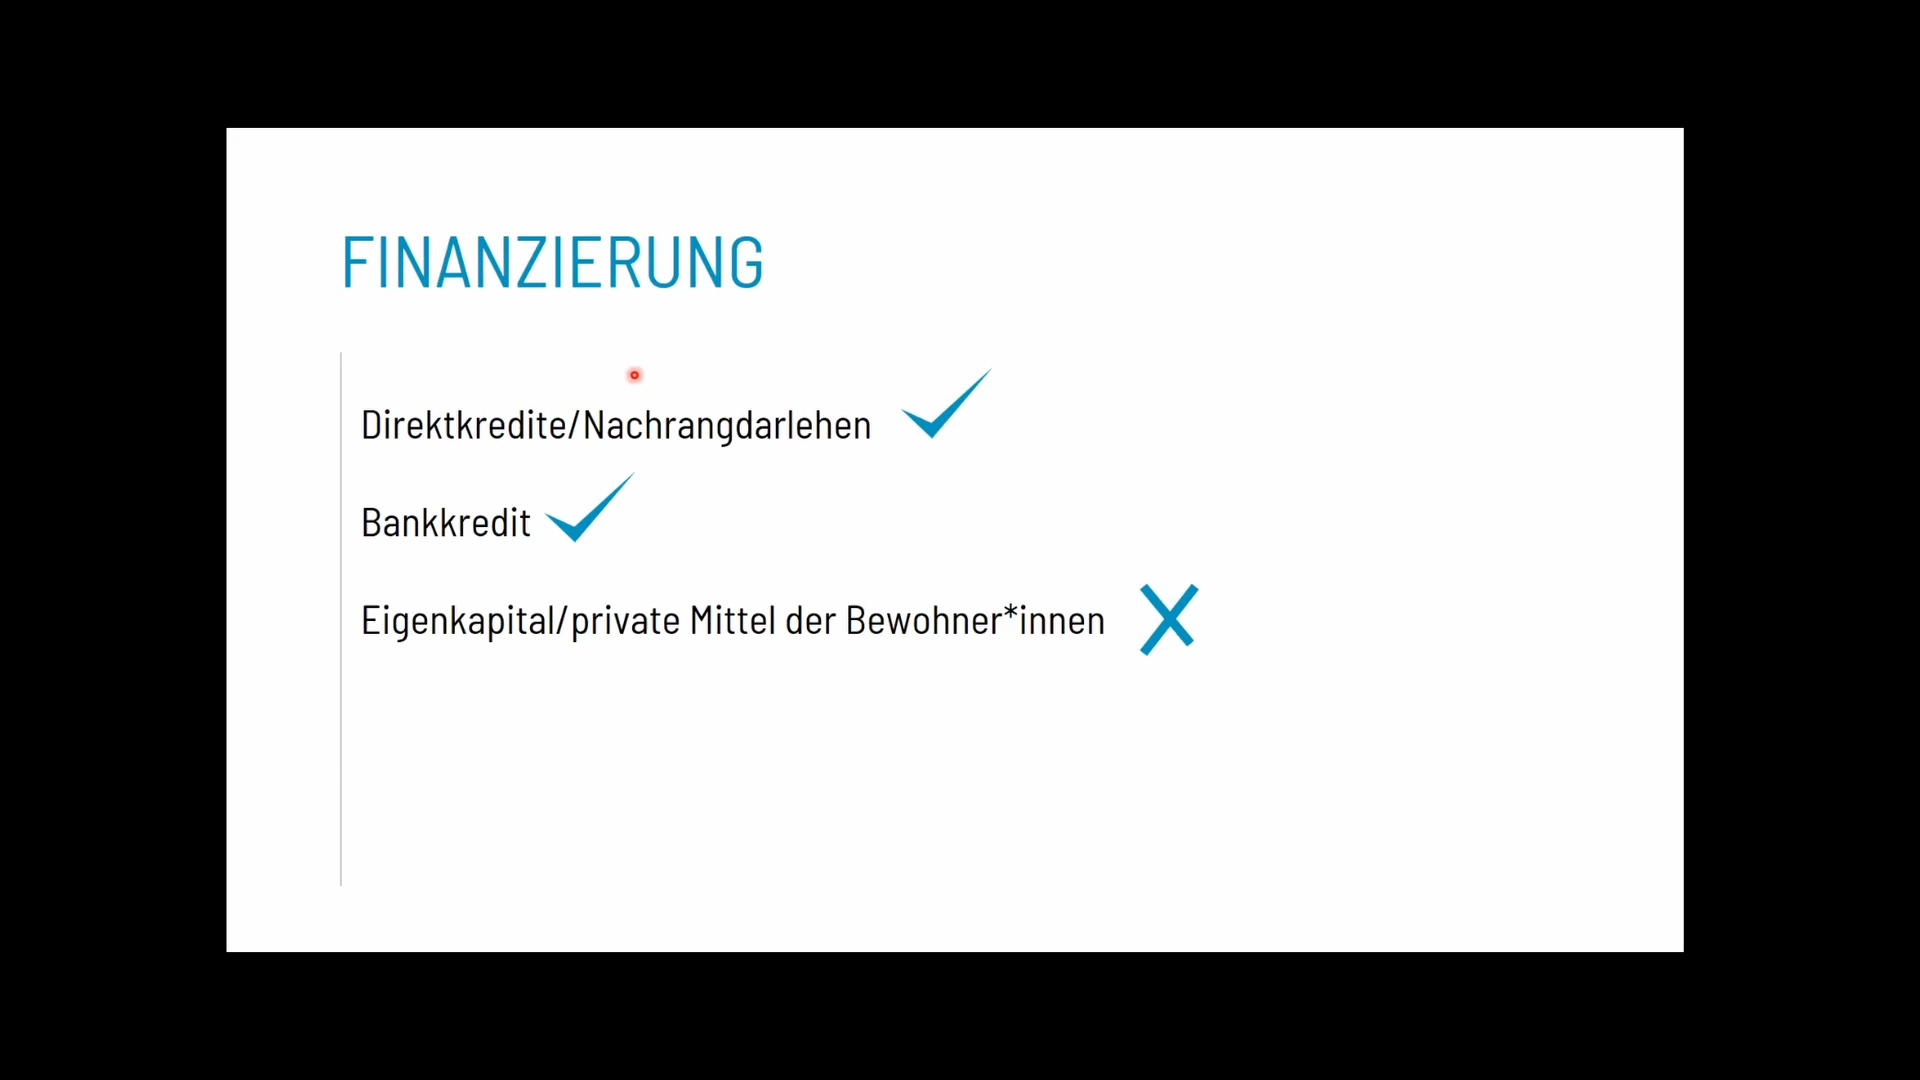 FINANZIERUNG
Direktkredite/Nachrangdarlehen
Bankkredit
Eigenkapital/private Mittel der Bewohner*innen